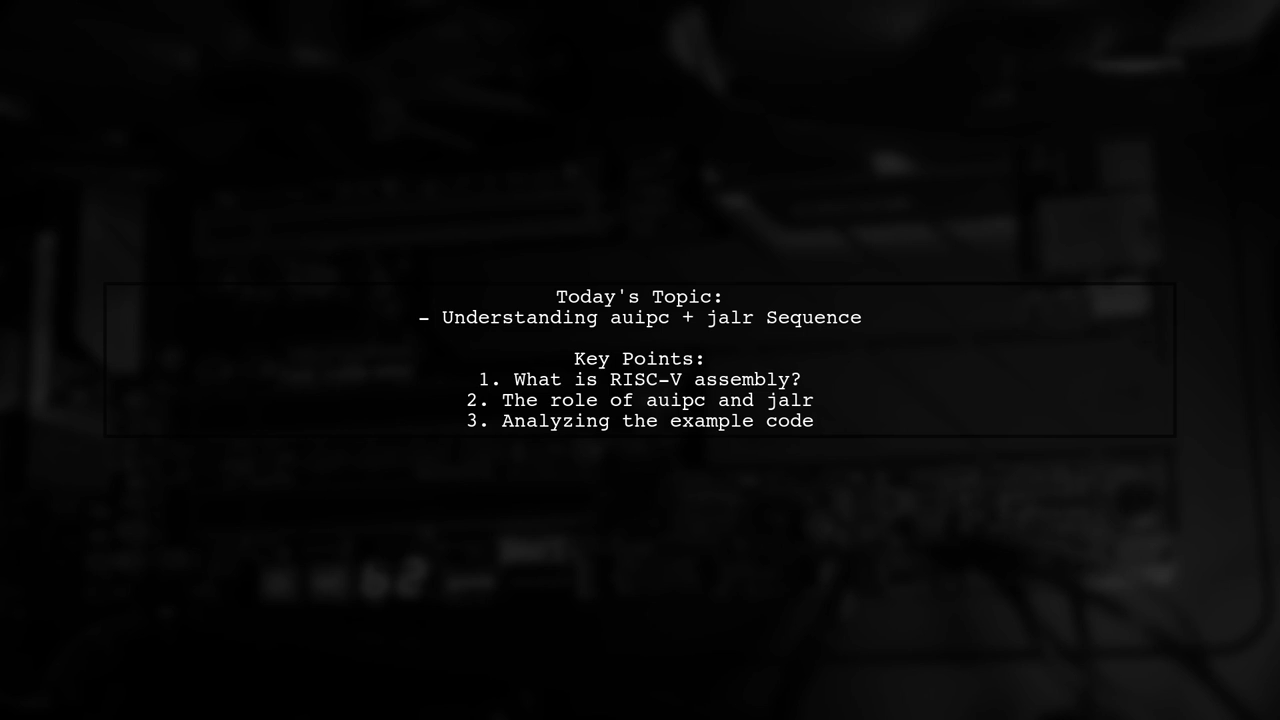 Today's Topic:
- Understanding auipc + jalr Sequence
Key Points:
1. What is RISC-V assembly?
2. The role of auipc and jalr
3. Analyzing the example code